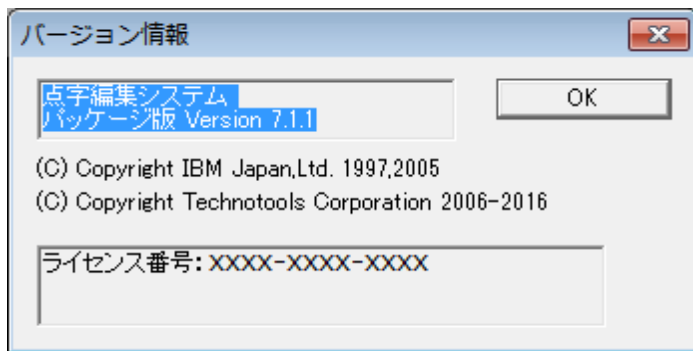 バージョン情報
点字編集システム
パッケージ版 Version 7.1.1
OK
(C) Copyright IBM Japan,Ltd. 1997,2005
(C) Copyright Technotools Corporation 2006-2016
ライセンス番号: XXXX-XXXX-XXXX